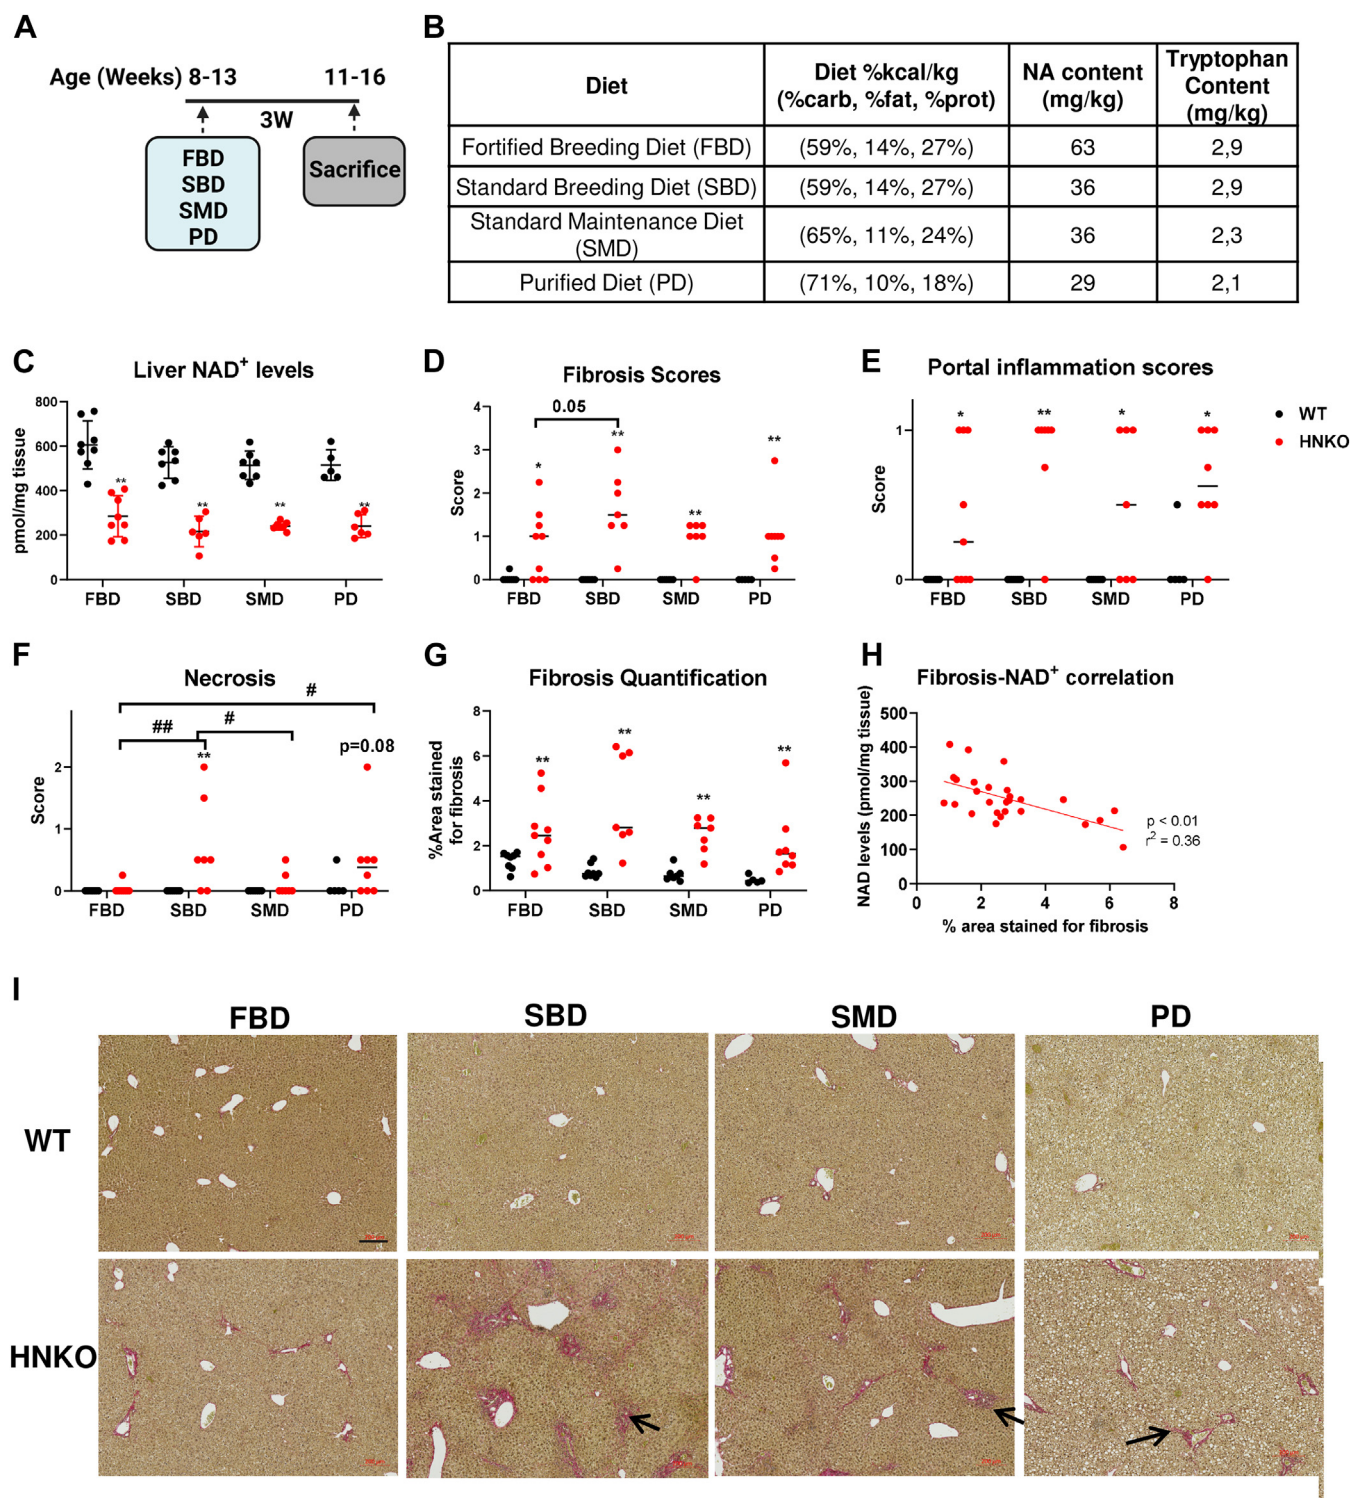 A
Age (Weeks) 8-13
11-16
3W
FBD
SBD
SMD
PD
Sacrifice
B
Diet
Diet %kcal/kg
(%carb, %fat, %prot)
NA content
(mg/kg)
Tryptophan
Content
(mg/kg)
Fortified Breeding Diet (FBD)
(59%, 14%, 27%)
63
2,9
Standard Breeding Diet (SBD)
(59%, 14%, 27%)
36
2,9
Standard Maintenance Diet
(SMD)
(65%, 11%, 24%)
36
2,3
Purified Diet (PD)
(71%, 10%, 18%)
29
2,1
C
Liver NAD+ levels
pmol/mg tissue
800
600
400
200
0
**
**
**
**
FBD
SBD
SMD
PD
D
Fibrosis Scores
Score
4
3
2
1
0
0.05
*
**
**
**
FBD
SBD
SMD
PD
E
Portal inflammation scores
Score
1
0
*
**
*
*
FBD
SBD
SMD
PD
WT
HNKO
F
Necrosis
Score
2
1
0
#
##
#
**
p=0.08
FBD
SBD
SMD
PD
G
Fibrosis Quantification
%Area stained
for fibrosis
8
6
4
2
0
**
**
**
**
FBD
SBD
SMD
PD
H
Fibrosis-NAD+ correlation
NAD levels (pmol/mg tissue)
500
400
300
200
100
0
p < 0.01
r2 = 0.36
0
2
4
6
8
% area stained for fibrosis
I
FBD
SBD
SMD
PD
WT
HNKO